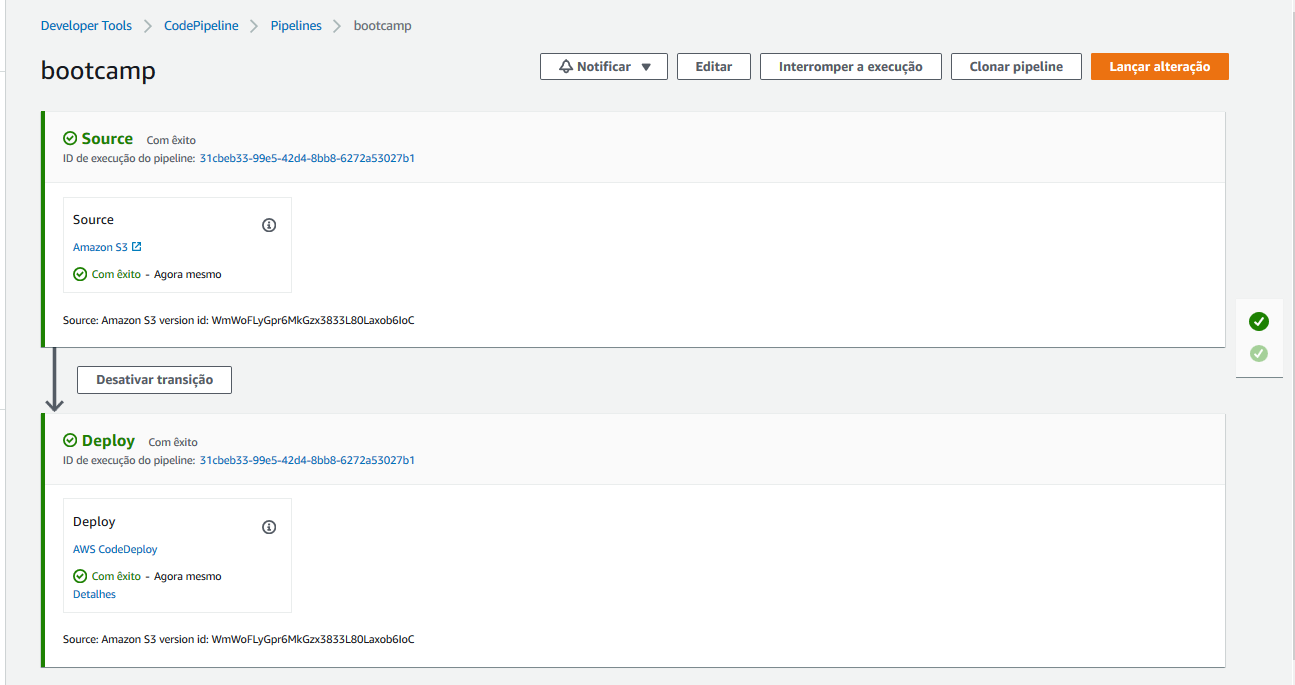 Developer Tools > CodePipeline > Pipelines > bootcamp
bootcamp
Notificar ▼
Editar
Interromper a execução
Clonar pipeline
Lançar alteração
Source Com êxito
ID de execução do pipeline: 31cbeb33-99e5-42d4-8bb8-6272a53027b1
Source
Amazon S3
Com êxito - Agora mesmo
Source: Amazon S3 version id: WmWoFLyGpr6MkGzx3833L80Laxob6IoC
Desativar transição
Deploy Com êxito
ID de execução do pipeline: 31cbeb33-99e5-42d4-8bb8-6272a53027b1
Deploy
AWS CodeDeploy
Com êxito - Agora mesmo
Detalhes
Source: Amazon S3 version id: WmWoFLyGpr6MkGzx3833L80Laxob6IoC